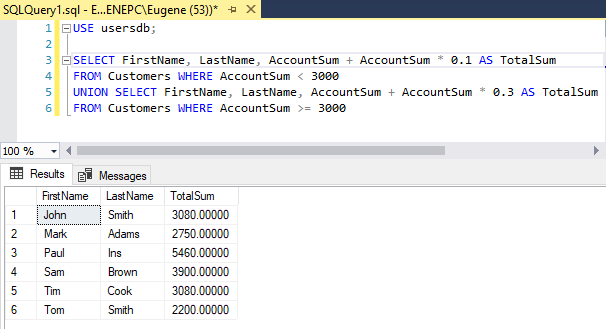 SQLQuery1.sql - E...ENEPC\Eugene (53))*
1 USE usersdb;
2
3 SELECT FirstName, LastName, AccountSum + AccountSum * 0.1 AS TotalSum
4 FROM Customers WHERE AccountSum < 3000
5 UNION SELECT FirstName, LastName, AccountSum + AccountSum * 0.3 AS TotalSum
6 FROM Customers WHERE AccountSum >= 3000
100 %
Results Messages
FirstName LastName TotalSum
1 John Smith 3080.00000
2 Mark Adams 2750.00000
3 Paul Ins 5460.00000
4 Sam Brown 3900.00000
5 Tim Cook 3080.00000
6 Tom Smith 2200.00000